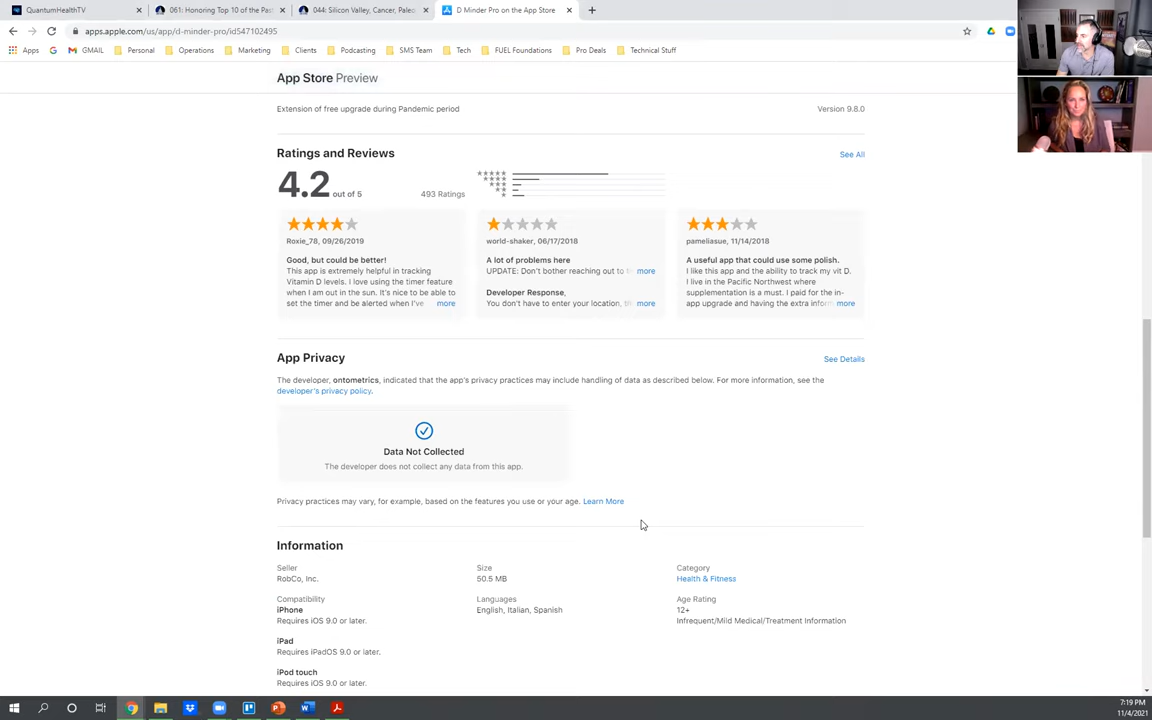 QuantumHealthTV
061: Honoring Top 10 of the Past
044: Silicon Valley, Cancer, Paleo
D Minder Pro on the App Store
apps.apple.com/us/app/d-minder-pro/id547102495
Apps GMAIL Personal Operations Marketing Clients Podcasting SMS Team Tech FUEL Foundations Pro Deals Technical Stuff
App Store Preview
Extension of free upgrade during Pandemic period Version 9.8.0
Ratings and Reviews See All
4.2 out of 5 493 Ratings
Roxie_78, 09/26/2019
Good, but could be better!
This app is extremely helpful in tracking
Vitamin D levels. I love using the timer feature
when I am out in the sun. It's nice to be able to
set the timer and be alerted when I've more
world-shaker, 06/17/2018
A lot of problems here
UPDATE: Don't bother reaching out to more
Developer Response,
You don't have to enter your location, more
pameliasue, 11/14/2018
A useful app that could use some polish.
I like this app and the ability to track my vit D.
I live in the Pacific Northwest where
supplementation is a must. I paid for the in-
app upgrade and having the extra more
App Privacy See Details
The developer, ontometrics, indicated that the app's privacy practices may include handling of data as described below. For more information, see the
developer's privacy policy.
Data Not Collected
The developer does not collect any data from this app.
Privacy practices may vary, for example, based on the features you use or your age. Learn More
Information
Seller
RobCo, Inc.
Size
50.5 MB
Category
Health & Fitness
Compatibility
iPhone
Requires iOS 9.0 or later.
Languages
English, Italian, Spanish
Age Rating
12+
Infrequent/Mild Medical/Treatment Information
iPad
Requires iPadOS 9.0 or later.
iPod touch
Requires iOS 9.0 or later.
7:19 PM
11/4/2021